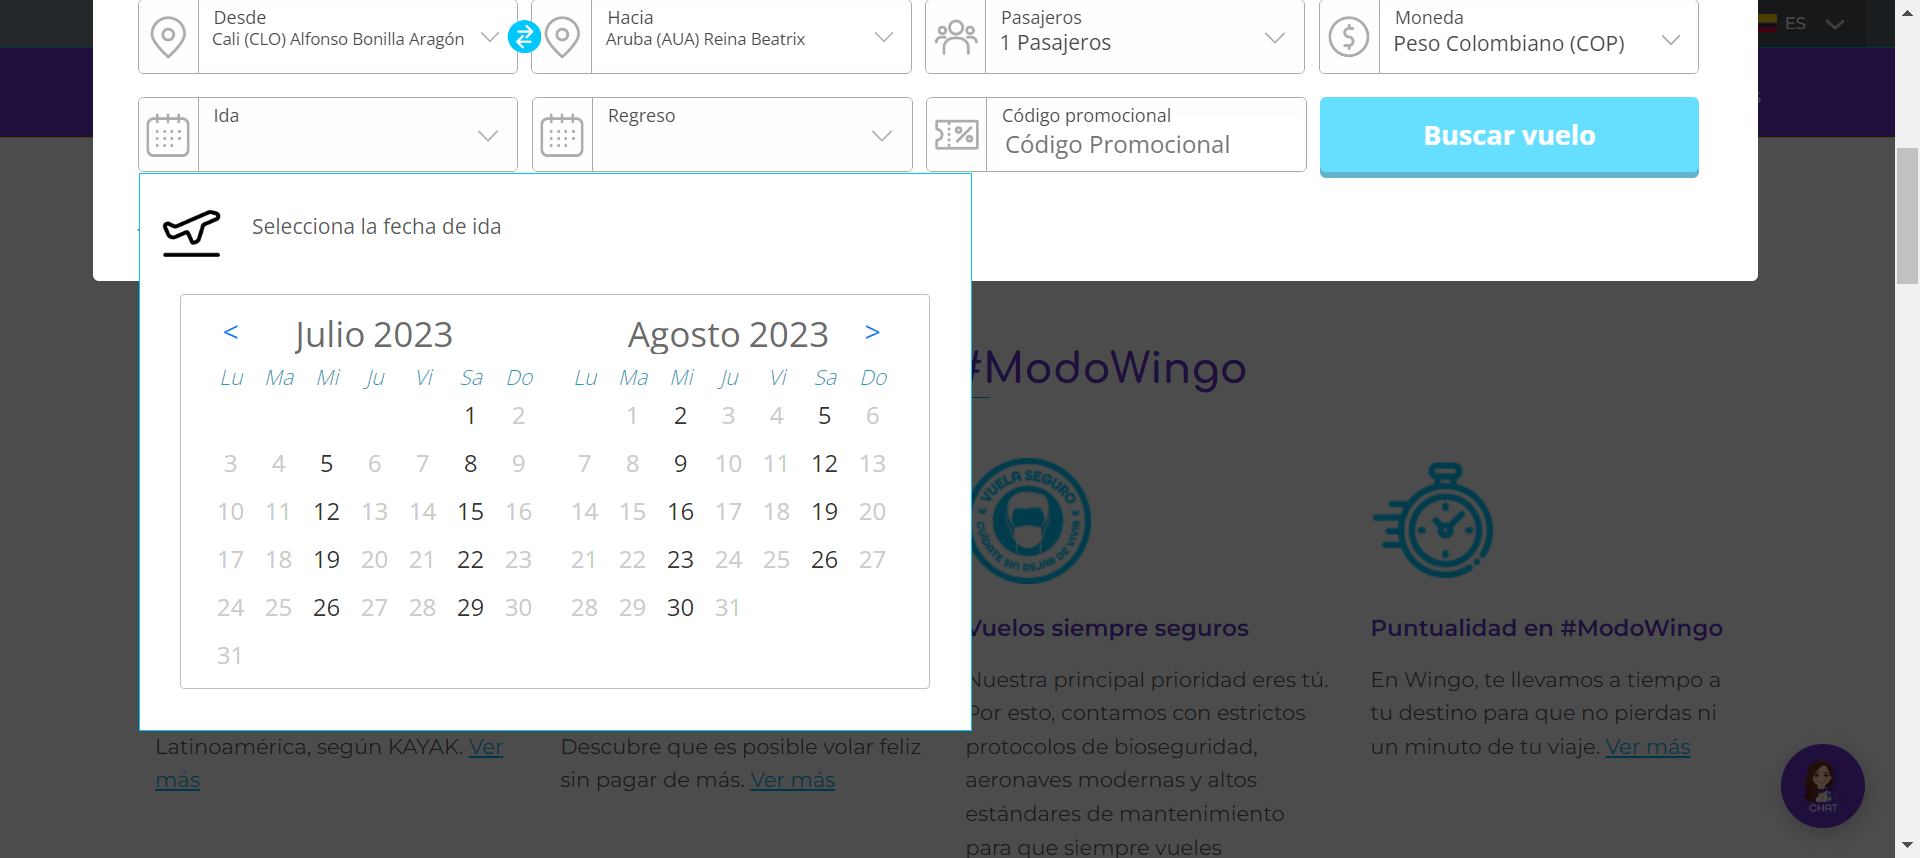 Desde
Cali (CLO) Alfonso Bonilla Aragón
Hacia
Aruba (AUA) Reina Beatrix
Pasajeros
1 Pasajeros
Moneda
Peso Colombiano (COP)
ES
Ida
Regreso
Código promocional
Código Promocional
Buscar vuelo
Selecciona la fecha de ida
< Julio 2023 Agosto 2023 >
Lu Ma Mi Ju Vi Sa Do Lu Ma Mi Ju Vi Sa Do
1 2 1 2 3 4 5 6
3 4 5 6 7 8 9 7 8 9 10 11 12 13
10 11 12 13 14 15 16 14 15 16 17 18 19 20
17 18 19 20 21 22 23 21 22 23 24 25 26 27
24 25 26 27 28 29 30 28 29 30 31
31
#ModoWingo
VUELA SEGURO
CUÍDATE SIN DEJAR DE VIVIR
Latinoamérica, según KAYAK. Ver
más
Descubre que es posible volar feliz
sin pagar de más. Ver más
Vuelos siempre seguros
Nuestra principal prioridad eres tú.
Por esto, contamos con estrictos
protocolos de bioseguridad,
aeronaves modernas y altos
estándares de mantenimiento
para que siempre vueles
Puntualidad en #ModoWingo
En Wingo, te llevamos a tiempo a
tu destino para que no pierdas ni
un minuto de tu viaje. Ver más
CHAT